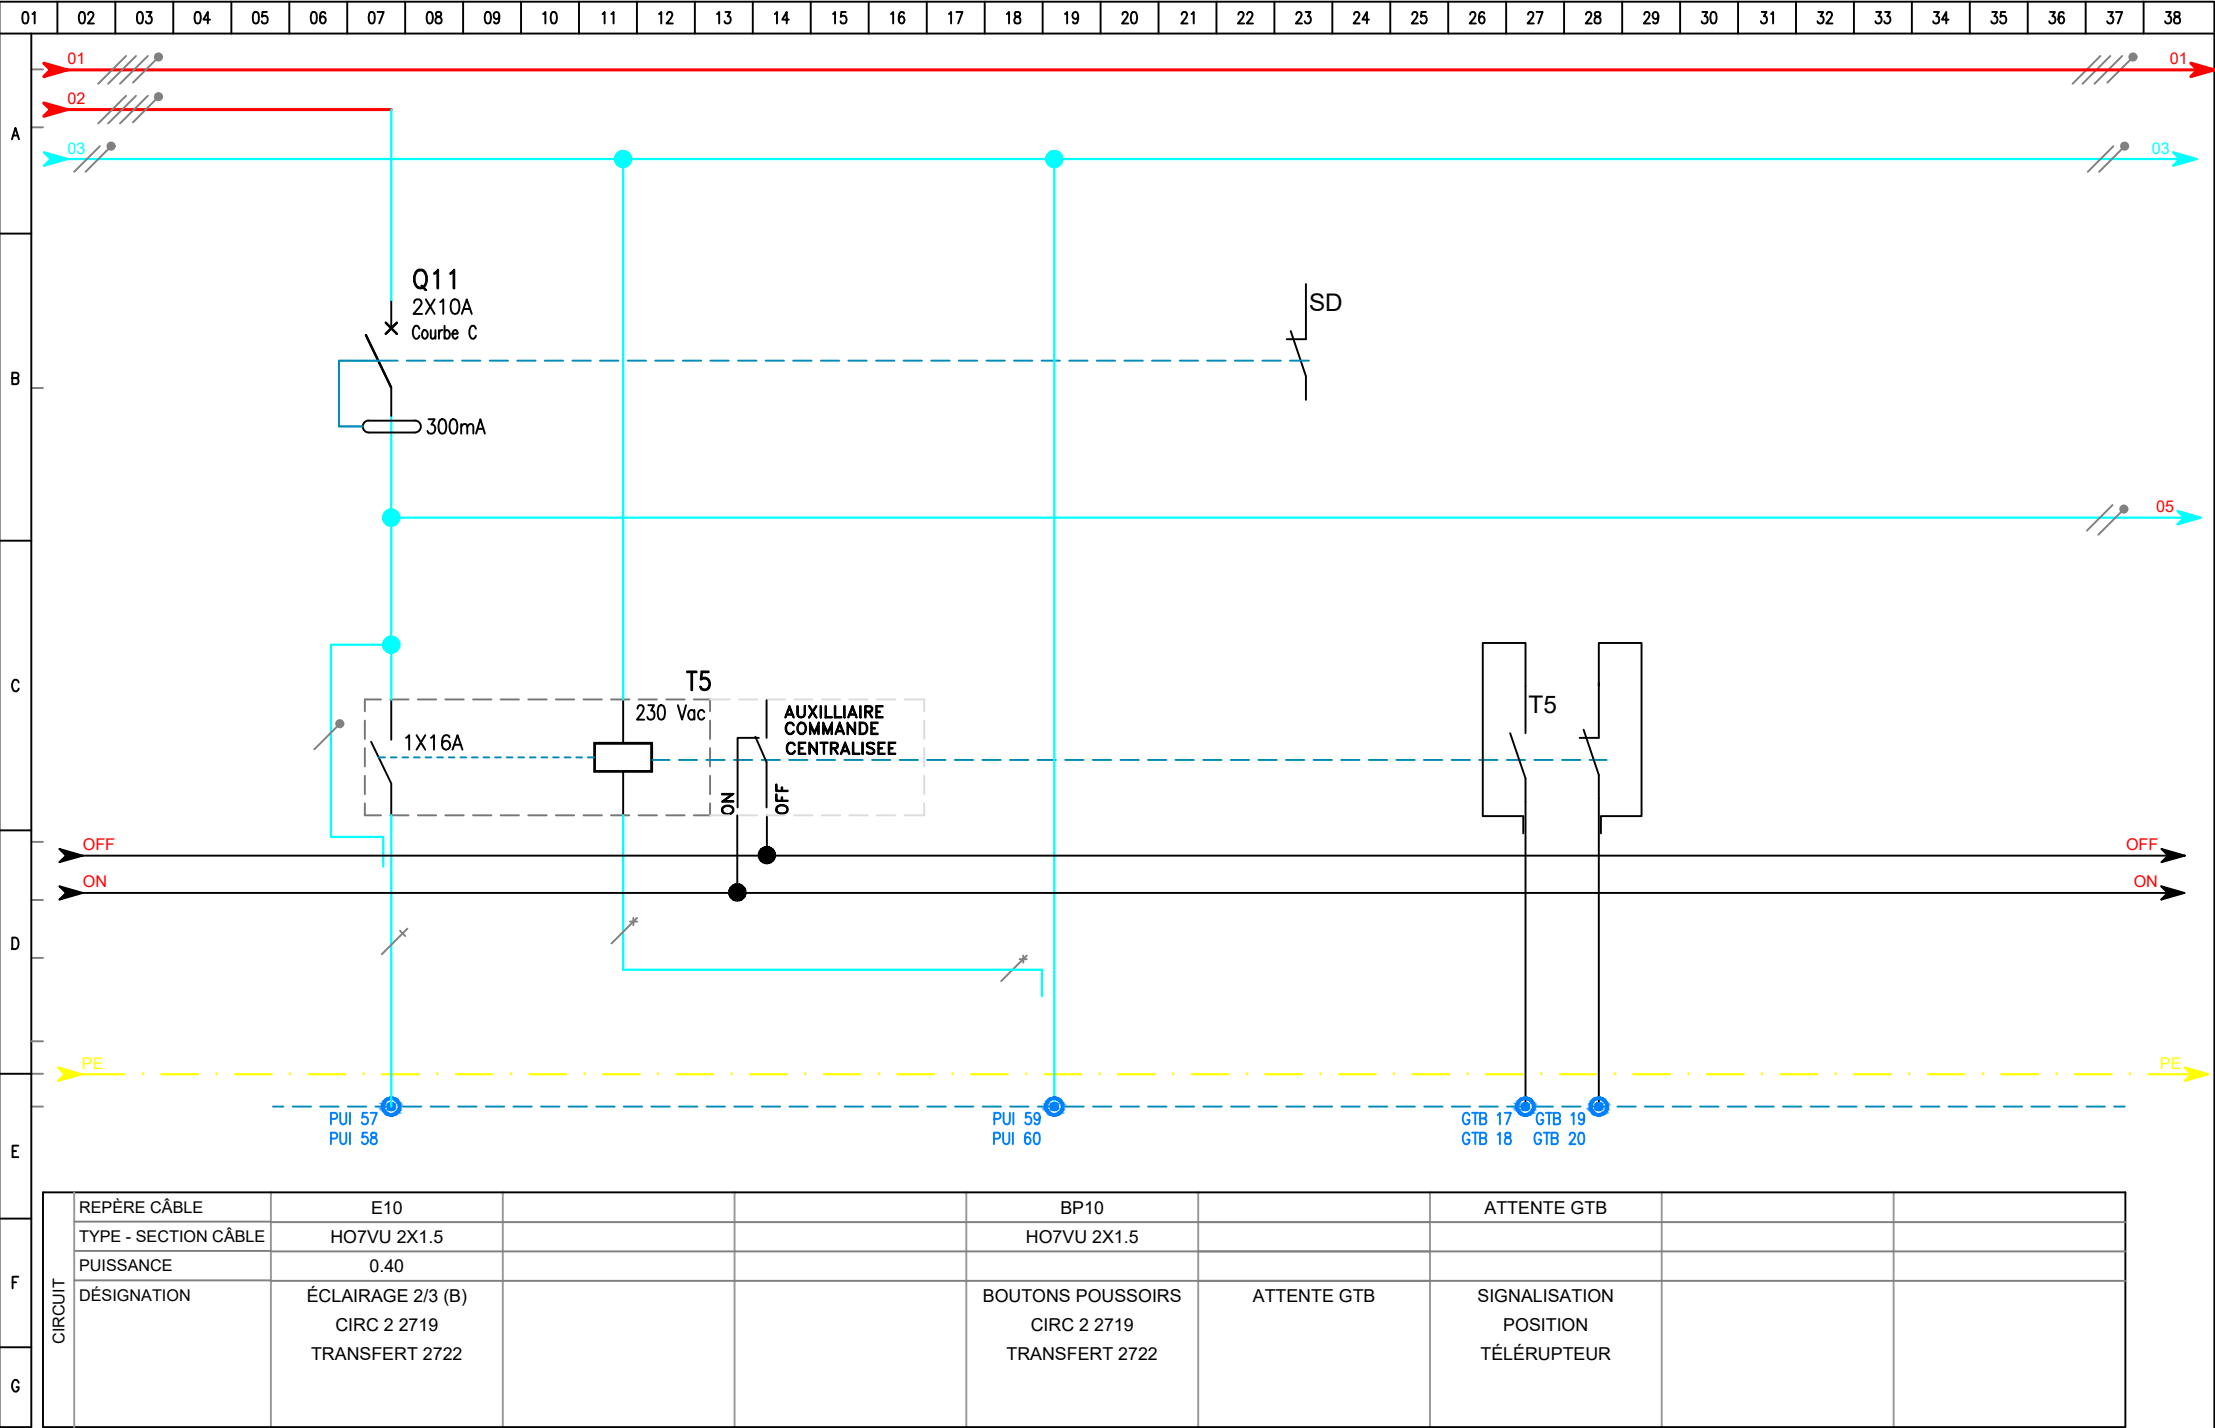 01 02 03 04 05 06 07 08 09 10 11 12 13 14 15 16 17 18 19 20 21 22 23 24 25 26 27 28 29 30 31 32 33 34 35 36 37 38
01 01
02
A
03 03
Q11
2X10A
Courbe C
SD
B
300mA
05
C
T5
230 Vac
AUXILLIAIRE
COMMANDE
CENTRALISEE
1X16A
ON
OFF
T5
OFF OFF
ON ON
D
PE PE
PUI 57
PUI 58
PUI 59
PUI 60
GTB 17
GTB 18
GTB 19
GTB 20
E
F
G
CIRCUIT
REPÈRE CÂBLE E10 BP10 ATTENTE GTB
TYPE - SECTION CÂBLE HO7VU 2X1.5 HO7VU 2X1.5
PUISSANCE 0.40
DÉSIGNATION ÉCLAIRAGE 2/3 (B) BOUTONS POUSSOIRS ATTENTE GTB SIGNALISATION
CIRC 2 2719 CIRC 2 2719 POSITION
TRANSFERT 2722 TRANSFERT 2722 TÉLÉRUPTEUR